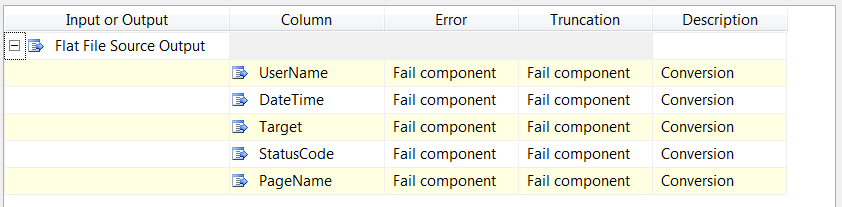 Input or Output Column Error Truncation Description
Flat File Source Output
UserName Fail component Fail component Conversion
DateTime Fail component Fail component Conversion
Target Fail component Fail component Conversion
StatusCode Fail component Fail component Conversion
PageName Fail component Fail component Conversion